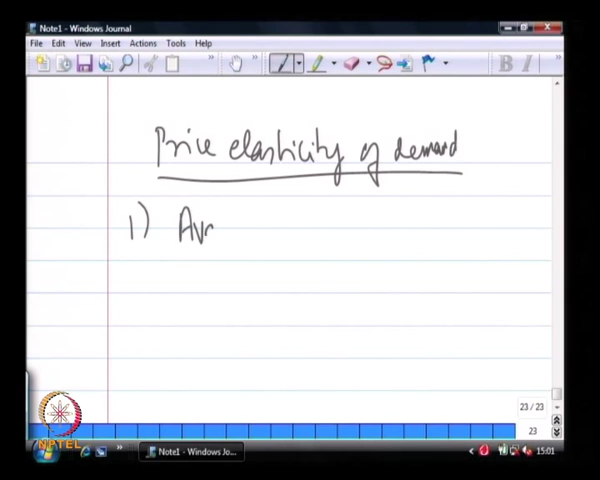 Note1 - Windows Journal
File Edit View Insert Actions Tools Help
B I
Price elasticity of demand
1) Ava
23 / 23
23
NPTEL
Note1 - Windows Jo...
15:01